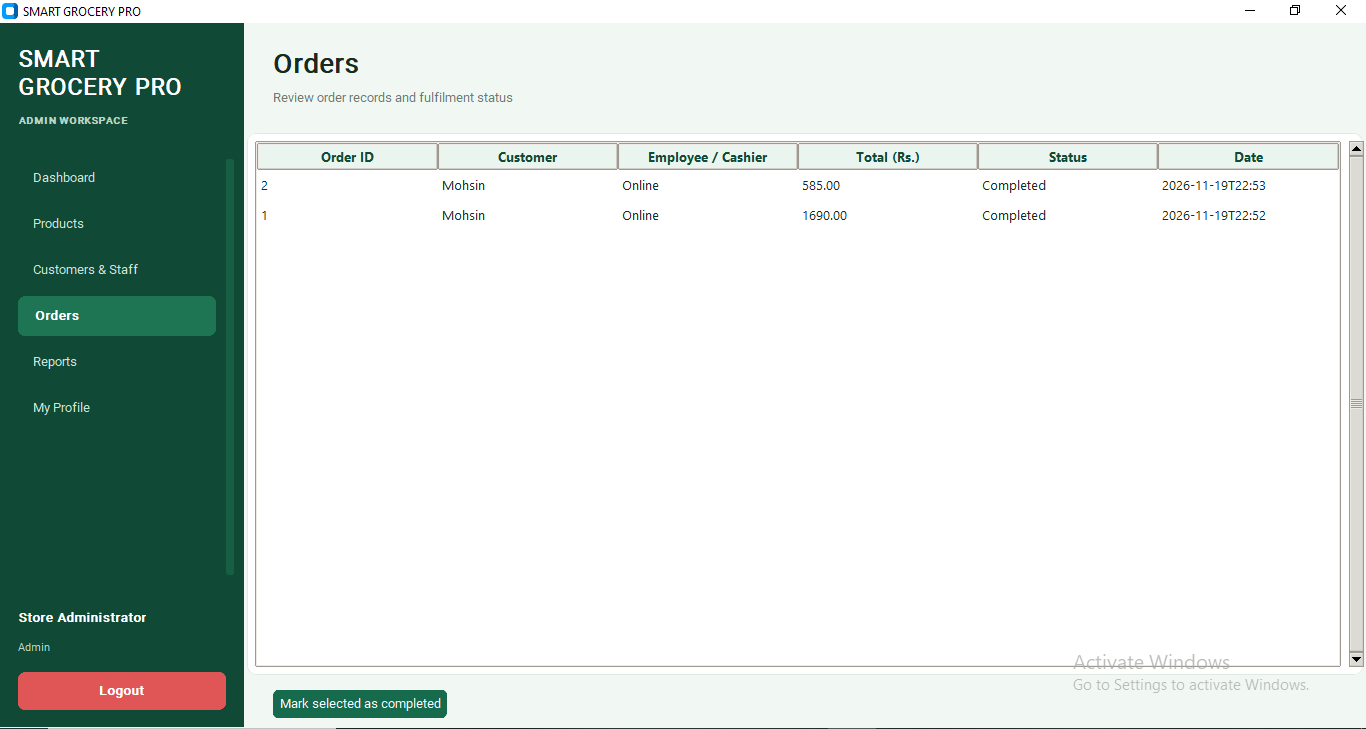 SMART GROCERY PRO
SMART
GROCERY PRO
ADMIN WORKSPACE
Dashboard
Products
Customers & Staff
Orders
Reports
My Profile
Store Administrator
Admin
Logout
Orders
Review order records and fulfilment status
Order ID Customer Employee / Cashier Total (Rs.) Status Date
2 Mohsin Online 585.00 Completed 2026-11-19T22:53
1 Mohsin Online 1690.00 Completed 2026-11-19T22:52
Mark selected as completed
Activate Windows
Go to Settings to activate Windows.